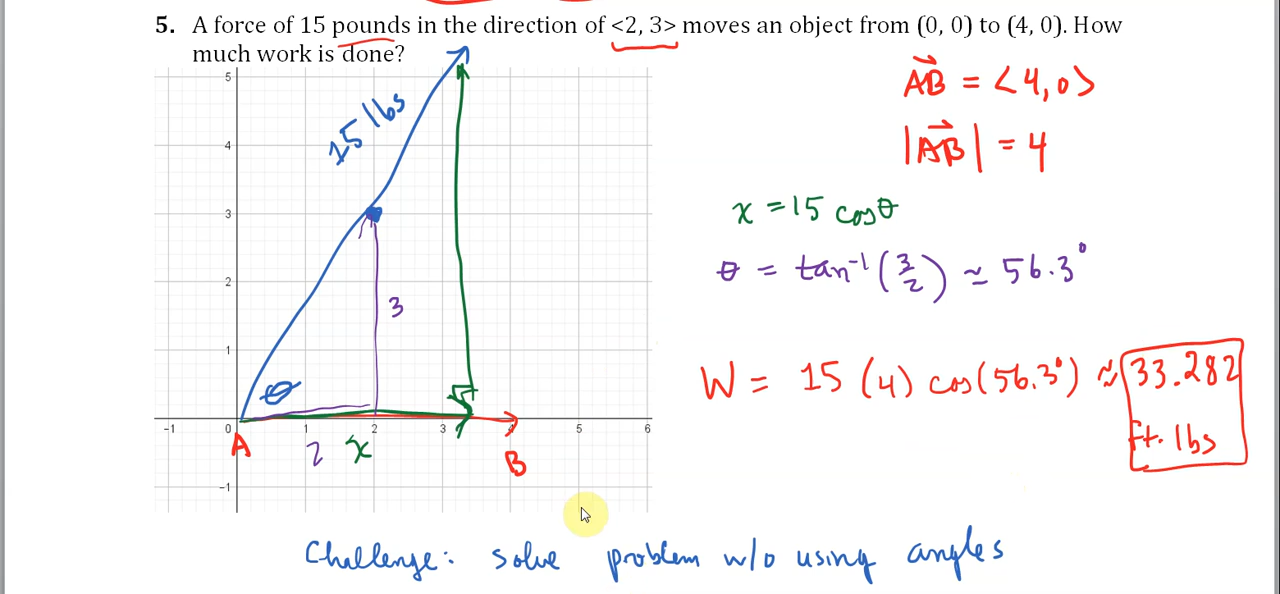 5. A force of 15 pounds in the direction of <2, 3> moves an object from (0, 0) to (4, 0). How
much work is done?
AB = <4,0>
|AB| = 4
x = 15 cosθ
θ = tan⁻¹(3/2) ≃ 56.3°
W = 15 (4) cos(56.3°) ≈ 33.282
ft. lbs
15 lbs
5
4
3
2
1
3
θ
-1 0 1 2 3 4 5 6
A 2 x B
-1
Challenge: solve problem w/o using angles